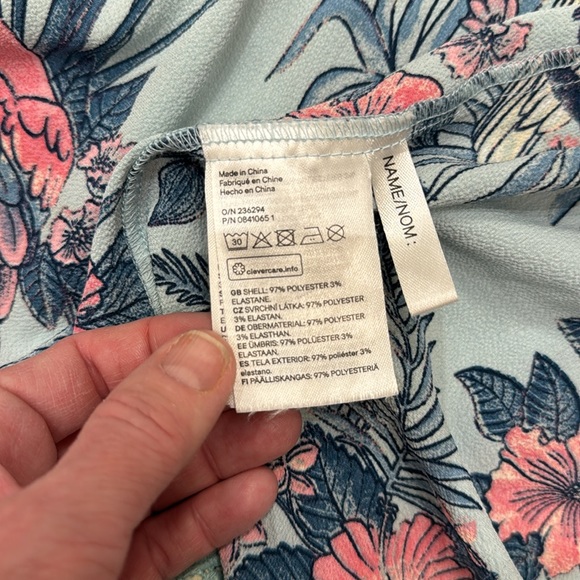 Made in China
Fabriqué en Chine
Hecho en China
O/N 236294
P/N 0841065 1
30
clevercare.info
GB SHELL: 97% POLYESTER 3%
ELASTANE.
CZ SVRCHNÍ LÁTKA: 97% POLYESTER
3% ELASTAN.
DE OBERMATERIAL: 97% POLYESTER
3% ELASTHAN.
EE ÜMBRIS: 97% POLÜESTER 3%
ELASTAAN.
ES TELA EXTERIOR: 97% poliéster 3%
elastano.
FI PÄÄLLISKANGAS: 97% POLYESTERIÄ
NAME/NOM: